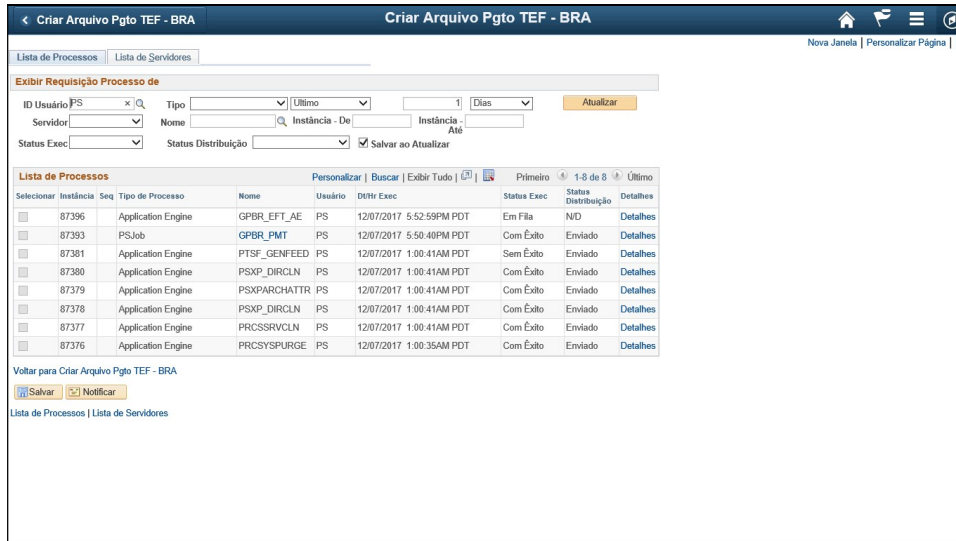 Criar Arquivo Pgto TEF - BRA
Criar Arquivo Pgto TEF - BRA
Nova Janela | Personalizar Página |
Lista de Processos Lista de Servidores
Exibir Requisição Processo de
ID Usuário PS Tipo Ultimo 1 Dias Atualizar
Servidor Nome Instância - De Instância - Até
Status Exec Status Distribuição Salvar ao Atualizar
Lista de Processos Personalizar | Buscar | Exibir Tudo | | Primeiro 1-8 de 8 Último
Selecionar Instância Seq Tipo de Processo Nome Usuário Dt/Hr Exec Status Exec Status Distribuição Detalhes
87396 Application Engine GPBR_EFT_AE PS 12/07/2017 5:52:59PM PDT Em Fila N/D Detalhes
87393 PSJob GPBR_PMT PS 12/07/2017 5:50:40PM PDT Com Êxito Enviado Detalhes
87381 Application Engine PTSF_GENFEED PS 12/07/2017 1:00:41AM PDT Sem Êxito Enviado Detalhes
87380 Application Engine PSXP_DIRCLN PS 12/07/2017 1:00:41AM PDT Com Êxito Enviado Detalhes
87379 Application Engine PSXPARCHATTR PS 12/07/2017 1:00:41AM PDT Com Êxito Enviado Detalhes
87378 Application Engine PSXP_DIRCLN PS 12/07/2017 1:00:41AM PDT Com Êxito Enviado Detalhes
87377 Application Engine PRCSSRVCLN PS 12/07/2017 1:00:41AM PDT Com Êxito Enviado Detalhes
87376 Application Engine PRCSYSPURGE PS 12/07/2017 1:00:35AM PDT Com Êxito Enviado Detalhes
Voltar para Criar Arquivo Pgto TEF - BRA
Salvar Notificar
Lista de Processos | Lista de Servidores